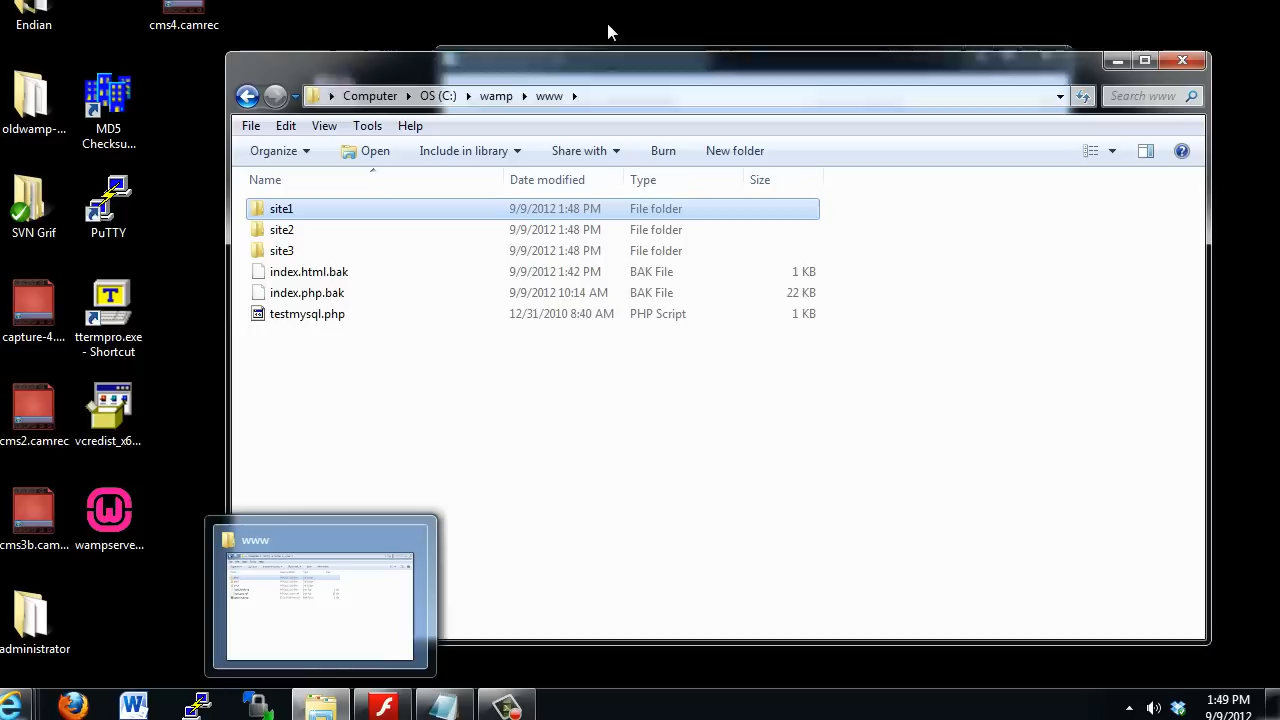 Endian
cms4.camrec
oldwamp-...
MD5
Checksu...
SVN Grif
PuTTY
capture-4....
ttermpro.exe
- Shortcut
cms2.camrec
vcredist_x6...
cms3b.cam...
wampserve...
administrator
Computer
OS (C:)
wamp
www
Search www
File
Edit
View
Tools
Help
Organize
Open
Include in library
Share with
Burn
New folder
Name
Date modified
Type
Size
site1 9/9/2012 1:48 PM File folder
site2 9/9/2012 1:48 PM File folder
site3 9/9/2012 1:48 PM File folder
index.html.bak 9/9/2012 1:42 PM BAK File 1 KB
index.php.bak 9/9/2012 10:14 AM BAK File 22 KB
testmysql.php 12/31/2010 8:40 AM PHP Script 1 KB
www
1:49 PM
9/9/2012